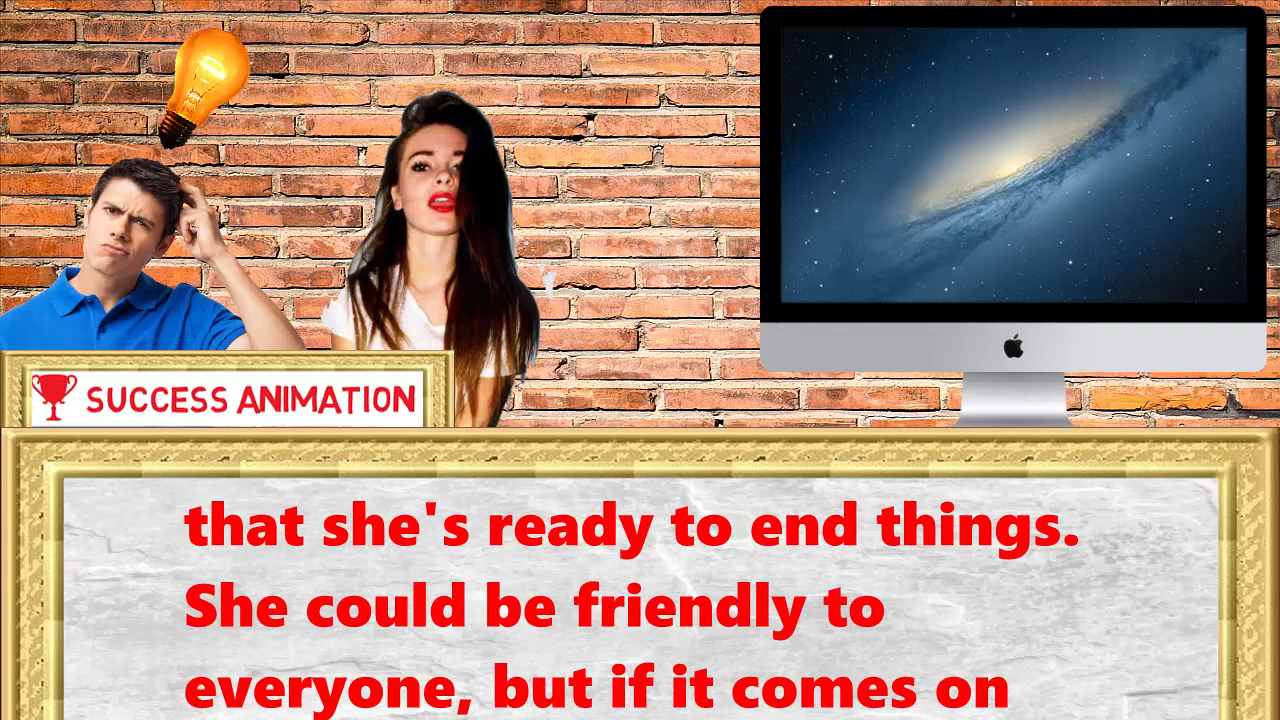 SUCCESS ANIMATION
that she's ready to end things.
She could be friendly to
everyone, but if it comes on